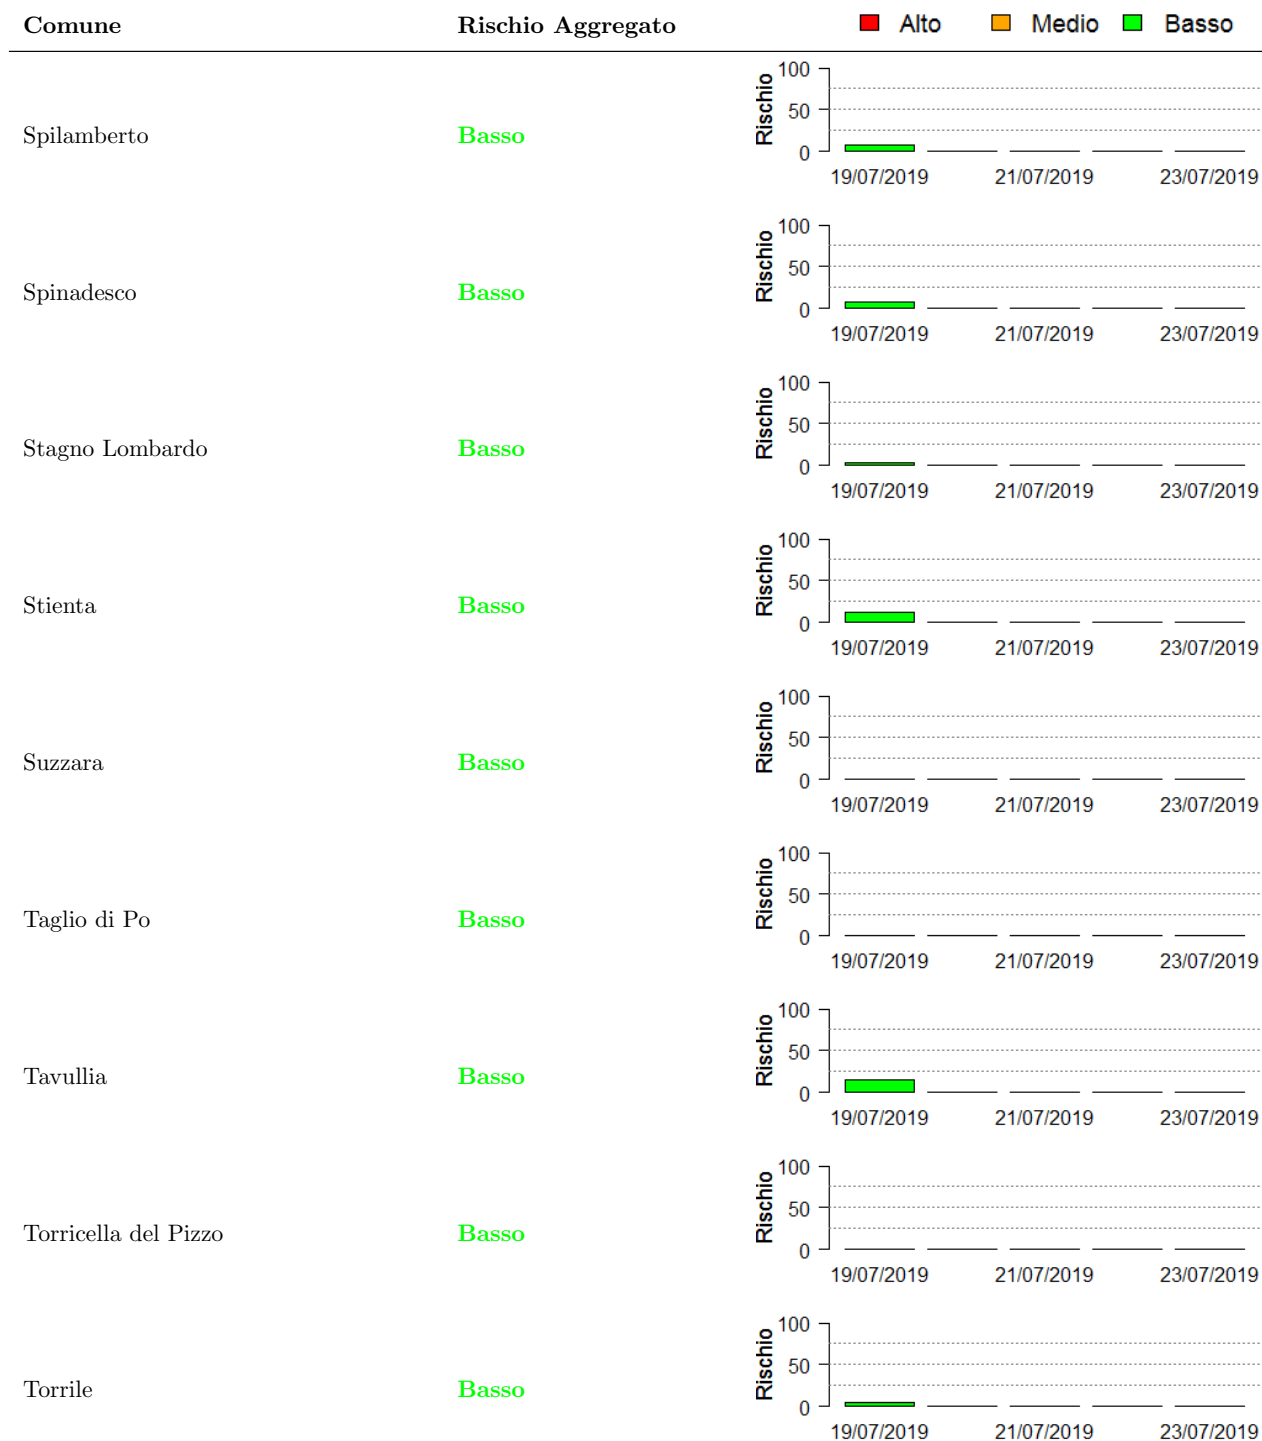 Comune Rischio Aggregato Alto Medio Basso
Spilamberto Basso
Rischio
100
50
0
19/07/2019 21/07/2019 23/07/2019
Spinadesco Basso
Rischio
100
50
0
19/07/2019 21/07/2019 23/07/2019
Stagno Lombardo Basso
Rischio
100
50
0
19/07/2019 21/07/2019 23/07/2019
Stienta Basso
Rischio
100
50
0
19/07/2019 21/07/2019 23/07/2019
Suzzara Basso
Rischio
100
50
0
19/07/2019 21/07/2019 23/07/2019
Taglio di Po Basso
Rischio
100
50
0
19/07/2019 21/07/2019 23/07/2019
Tavullia Basso
Rischio
100
50
0
19/07/2019 21/07/2019 23/07/2019
Torricella del Pizzo Basso
Rischio
100
50
0
19/07/2019 21/07/2019 23/07/2019
Torrile Basso
Rischio
100
50
0
19/07/2019 21/07/2019 23/07/2019